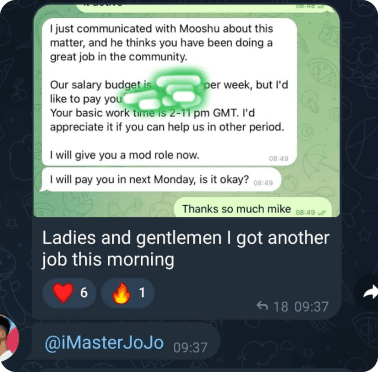 08:48
I just communicated with Mooshu about this
matter, and he thinks you have been doing a
great job in the community.
Our salary budget is per week, but I'd
like to pay you
Your basic work time is 2-11 pm GMT. I'd
appreciate it if you can help us in other period.
I will give you a mod role now.
08:49
I will pay you in next Monday, is it okay? 08:49
Thanks so much mike 08:49
Ladies and gentlemen I got another
job this morning
6 1
18 09:37
@iMasterJoJo 09:37